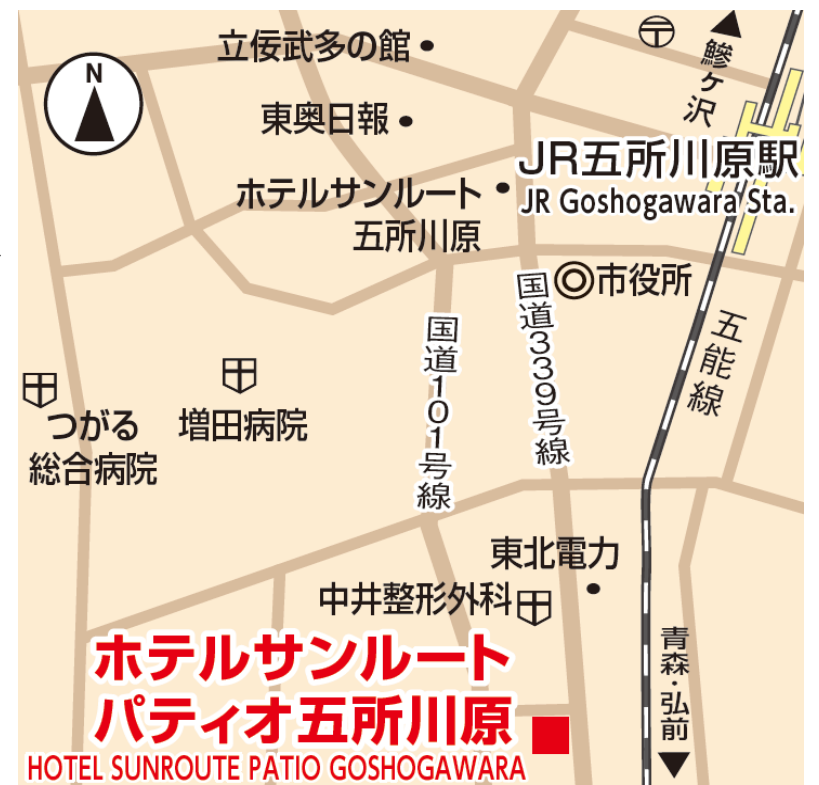 立佞武多の館
〒
N
鰺ヶ沢
東奥日報
JR五所川原駅
JR Goshogawara Sta.
ホテルサンルート
五所川原
市役所
国道339号線
国道101号線
五能線
つがる
総合病院
増田病院
東北電力
中井整形外科
青森・弘前
ホテルサンルート
パティオ五所川原
HOTEL SUNROUTE PATIO GOSHOGAWARA